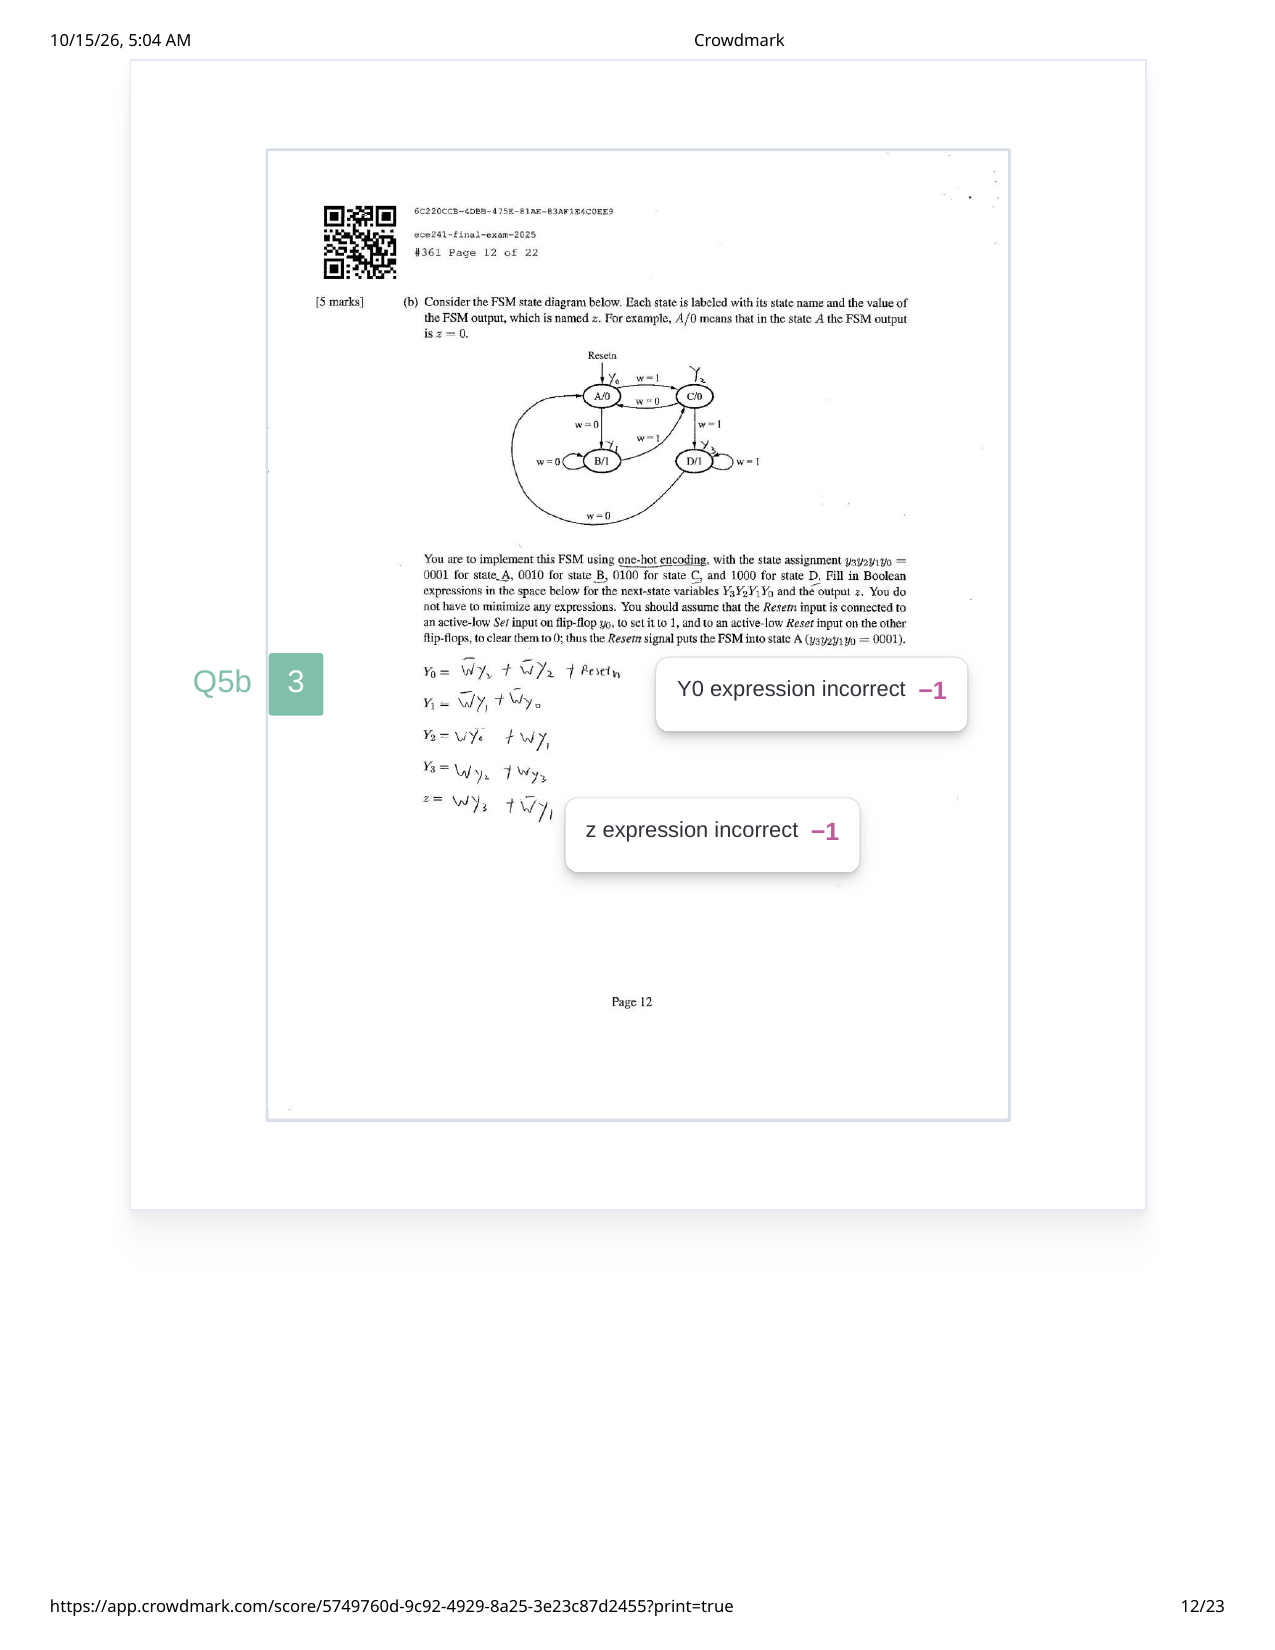 10/15/26, 5:04 AM Crowdmark
6C220CCB-4DBB-475E-81AE-83AF1E4C0EE9
ece241-final-exam-2025
#361 Page 12 of 22
[5 marks] (b) Consider the FSM state diagram below. Each state is labeled with its state name and the value of
the FSM output, which is named z. For example, A/0 means that in the state A the FSM output
is z = 0.
Resetn
Y₀ w = 1 Y₂
A/0 w = 0 C/0
w = 0 w = 1 w = 1
Y₁ Y₃
w = 0 B/1 D/1 w = 1
w = 0
You are to implement this FSM using one-hot encoding, with the state assignment y₃y₂y₁y₀ =
0001 for state A, 0010 for state B, 0100 for state C, and 1000 for state D. Fill in Boolean
expressions in the space below for the next-state variables Y₃Y₂Y₁Y₀ and the output z. You do
not have to minimize any expressions. You should assume that the Resetn input is connected to
an active-low Set input on flip-flop y₀, to set it to 1, and to an active-low Reset input on the other
flip-flops, to clear them to 0; thus the Resetn signal puts the FSM into state A (y₃y₂y₁y₀ = 0001).
Q5b 3
Y₀ = w̅y + w̅y₂ + Resetn
Y0 expression incorrect −1
Y₁ = w̅y₁ + w̅y₀
Y₂ = wy₀ + wy₁
Y₃ = wy₂ + wy₃
z = wy₃ + w̅y₁
z expression incorrect −1
Page 12
https://app.crowdmark.com/score/5749760d-9c92-4929-8a25-3e23c87d2455?print=true 12/23